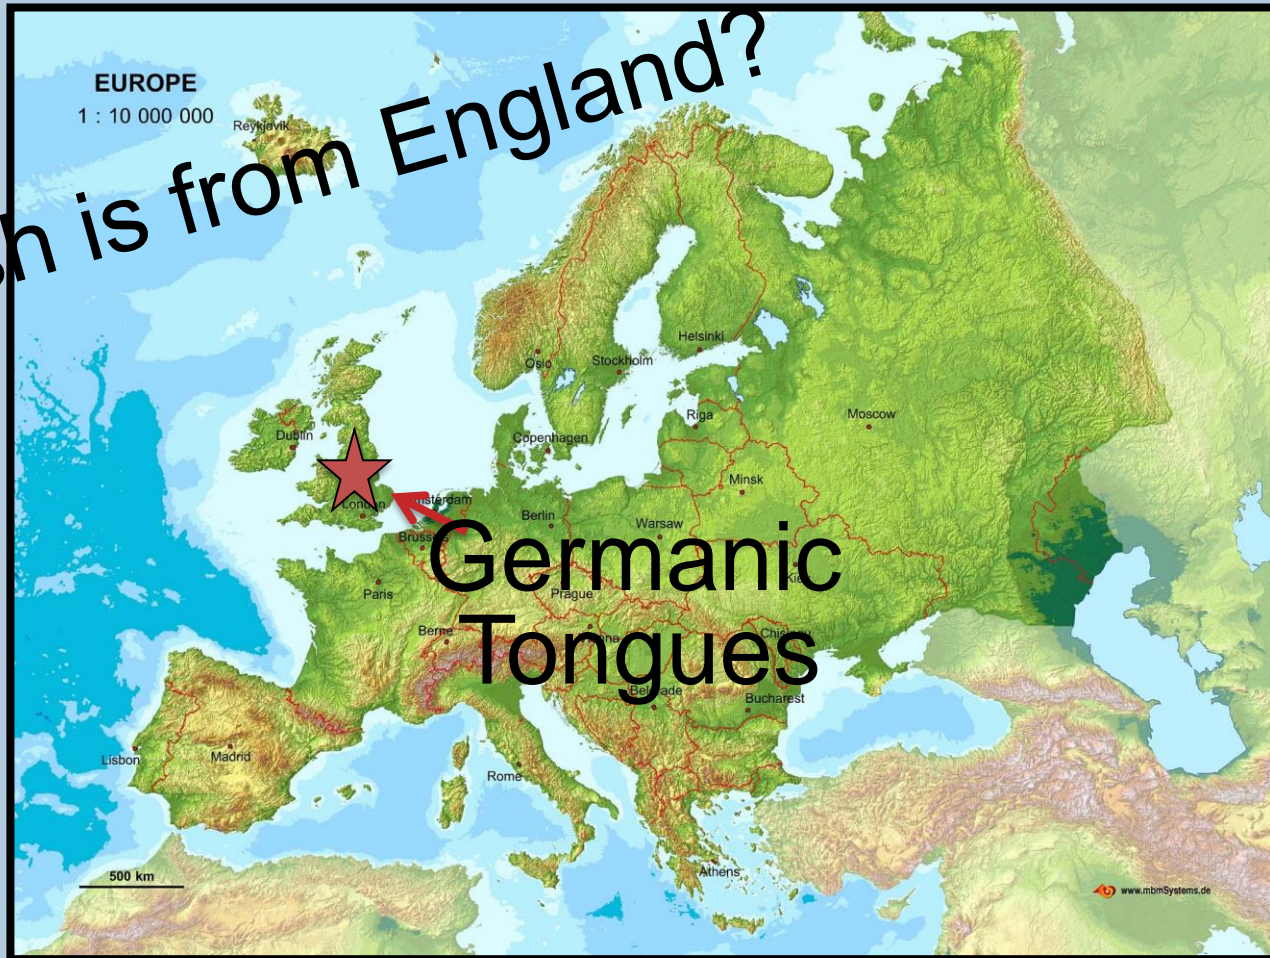 h is from England?
EUROPE
1 : 10 000 000
Reykjavik
Helsinki
Oslo
Stockholm
Riga
Moscow
Dublin
Copenhagen
Minsk
London
Berlin
Warsaw
Germanic
Tongues
Paris
Prague
Berne
Bucharest
Lisbon
Madrid
Rome
Athens
500 km
www.mbmSystems.de